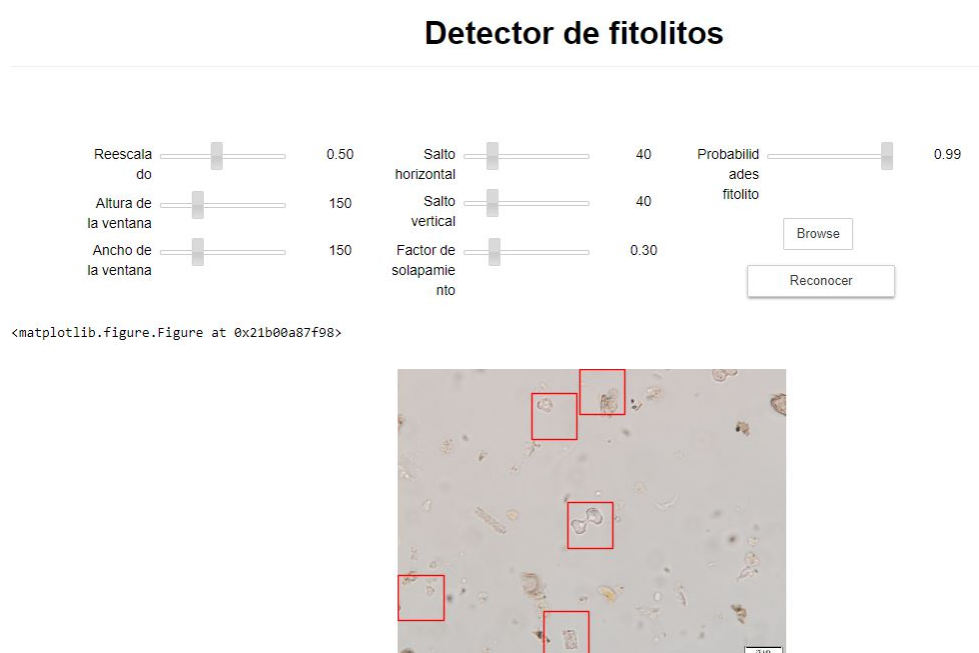 Detector de fitolitos
Reescala
do
0.50
Altura de
la ventana
150
Ancho de
la ventana
150
Salto
horizontal
40
Salto
vertical
40
Factor de
solapamie
nto
0.30
Probabilid
ades
fitolito
0.99
Browse
Reconocer
<matplotlib.figure.Figure at 0x21b00a87f98>